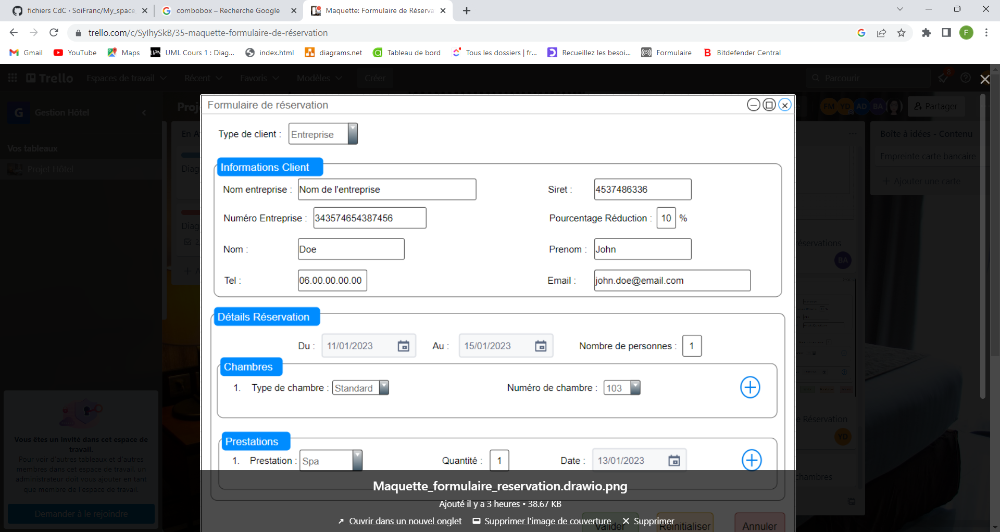 fichiers CdC · SoiFranc/My_space
combobox – Recherche Google
Maquette: Formulaire de Réserva
trello.com/c/SylhySkB/35-maquette-formulaire-de-réservation
F
Gmail YouTube Maps UML Cours 1 : Diag... index.html diagrams.net Tableau de bord Tous les dossiers | fr... Recueillez les besoi... Formulaire Bitdefender Central
Trello Espaces de travail Récent Favoris Modèles Créer Parcourir 8
G Gestion Hôtel
Vos tableaux
Projet Hôtel
FM YD AD BA Partager
Boîte à idées - Contenu
Empreinte carte bancaire
+ Ajouter une carte
Formulaire de réservation
Type de client : Entreprise
Informations Client
Nom entreprise : Nom de l'entreprise Siret : 4537486336
Numéro Entreprise : 343574654387456 Pourcentage Réduction : 10 %
Nom : Doe Prenom : John
Tel : 06.00.00.00.00 Email : john.doe@email.com
Détails Réservation
Du : 11/01/2023 Au : 15/01/2023 Nombre de personnes : 1
Chambres
1. Type de chambre : Standard Numéro de chambre : 103
Prestations
1. Prestation : Spa Quantité : 1 Date : 13/01/2023
éservations
BA
e Réservation
YD
chambres
Vous êtes un invité dans cet espace de
travail.
Pour voir d'autres tableaux et d'autres
membres dans cet espace de travail, un
administrateur doit vous ajouter en tant
que membre de l'espace de travail.
Demander à le rejoindre
Maquette_formulaire_reservation.drawio.png
Ajouté il y a 3 heures • 38.67 KB
Ouvrir dans un nouvel onglet Supprimer l'image de couverture Supprimer
Valider Réinitialiser Annuler